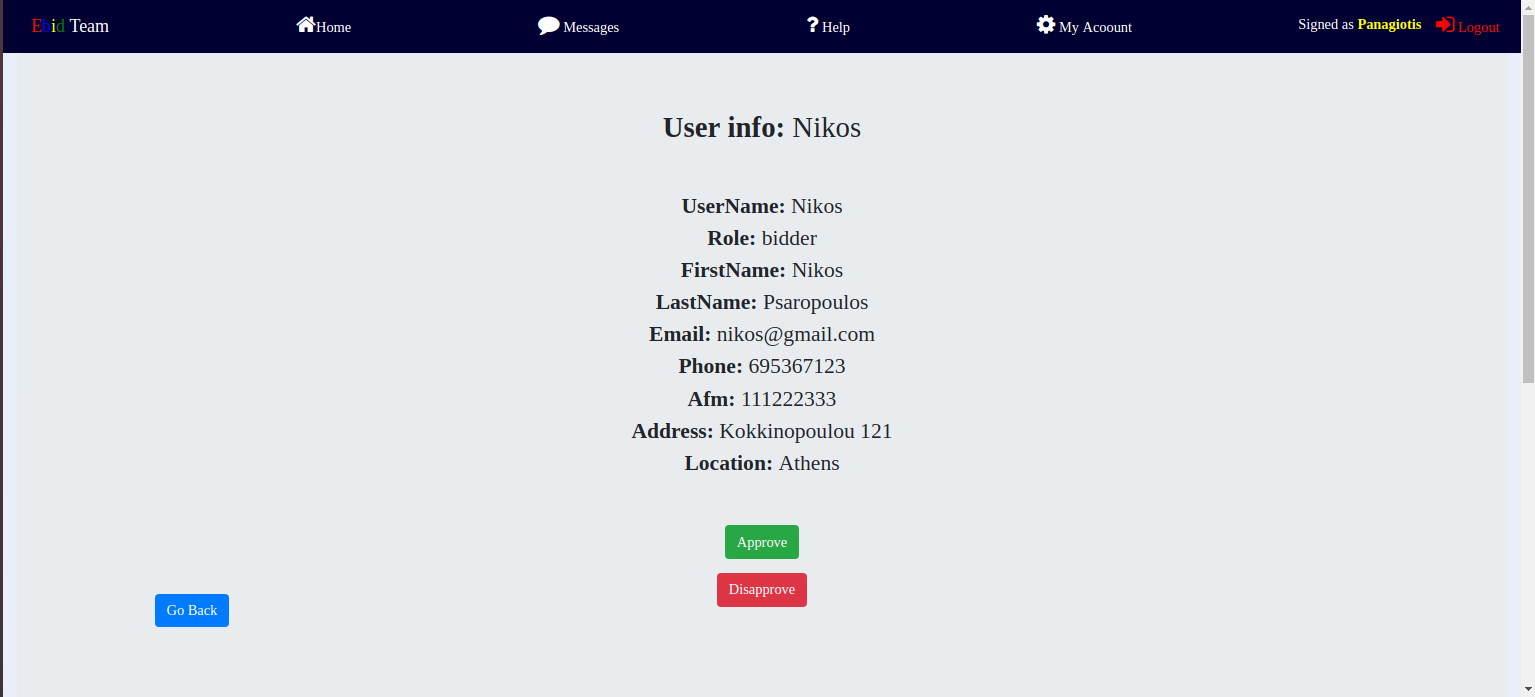 Ebid Team Home Messages Help My Acoount Signed as Panagiotis Logout
User info: Nikos
UserName: Nikos
Role: bidder
FirstName: Nikos
LastName: Psaropoulos
Email: nikos@gmail.com
Phone: 695367123
Afm: 111222333
Address: Kokkinopoulou 121
Location: Athens
Approve
Disapprove
Go Back